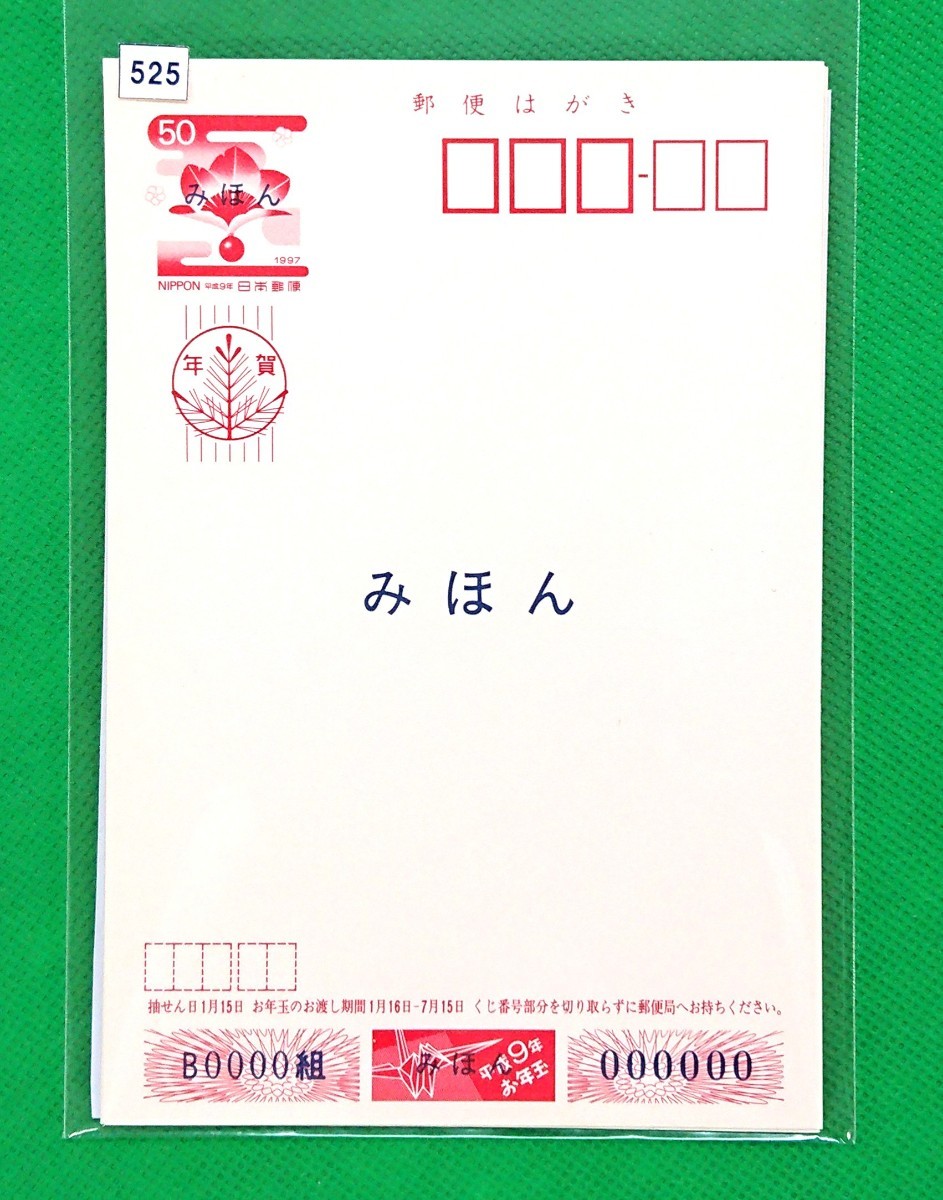 525
郵便はがき
50
みほん
1997
NIPPON 平成9年 日本郵便
年賀
みほん
抽せん日1月15日 お年玉のお渡し期間1月16日-7月15日 くじ番号部分を切り取らずに郵便局へお持ちください。
B0000組
みほん
平成9年
お年玉
000000